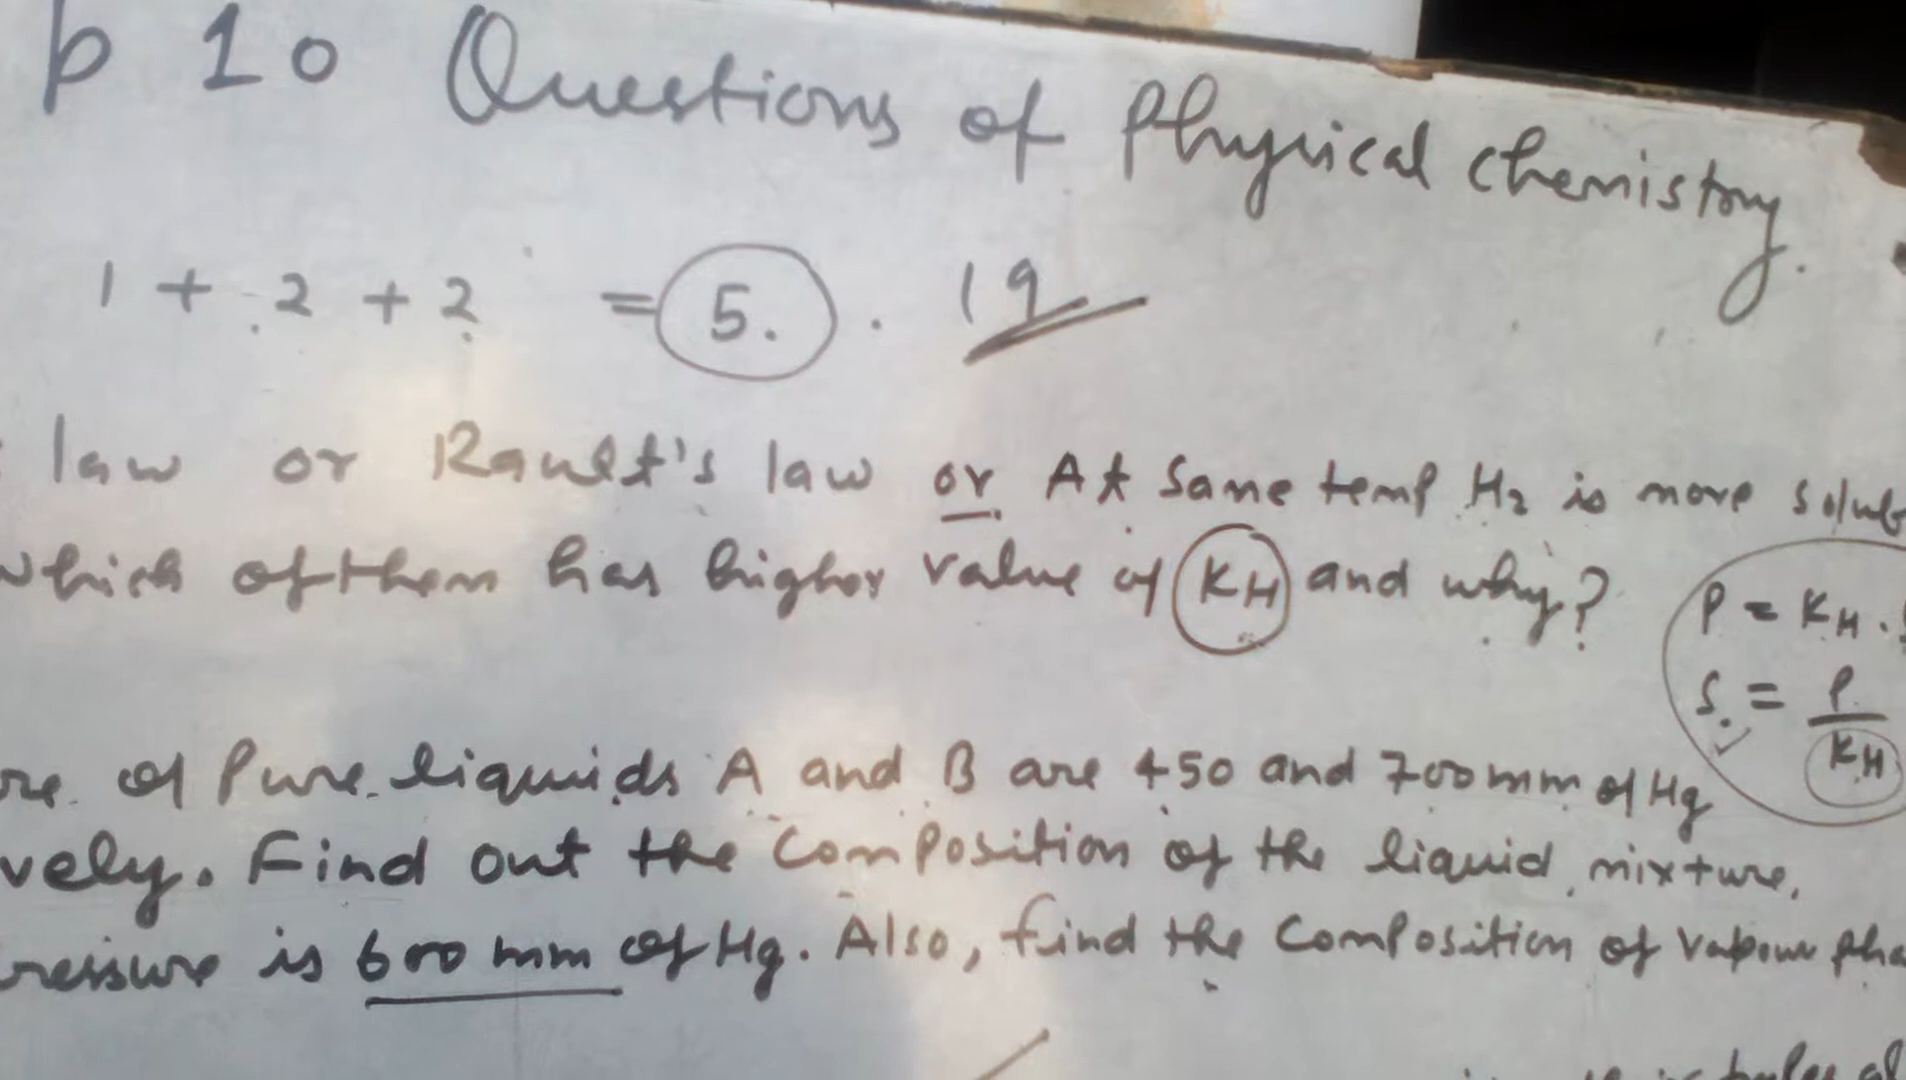 p 10 Questions of Physical chemistry.
1 + 2 + 2 = 5. 19
law or Rault's law or At Same temp H2 is more
which of them has higher value of KH and why?
P = KH.
S = P/KH
of Pure liquids A and B are 450 and 700 mm of Hg
vely. Find out the Composition of the liquid mixture.
ressure is 600 mm of Hg. Also, find the Composition of vapour pha